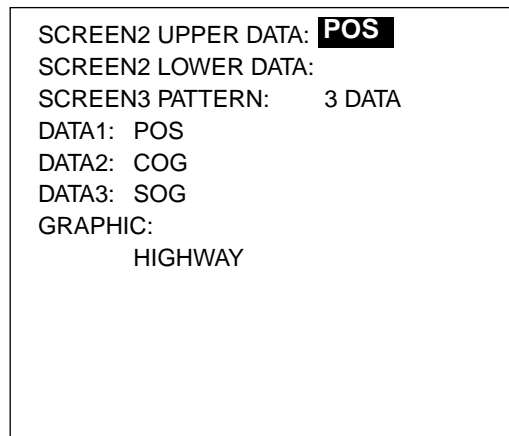 SCREEN2 UPPER DATA: POS
SCREEN2 LOWER DATA:
SCREEN3 PATTERN: 3 DATA
DATA1: POS
DATA2: COG
DATA3: SOG
GRAPHIC:
HIGHWAY